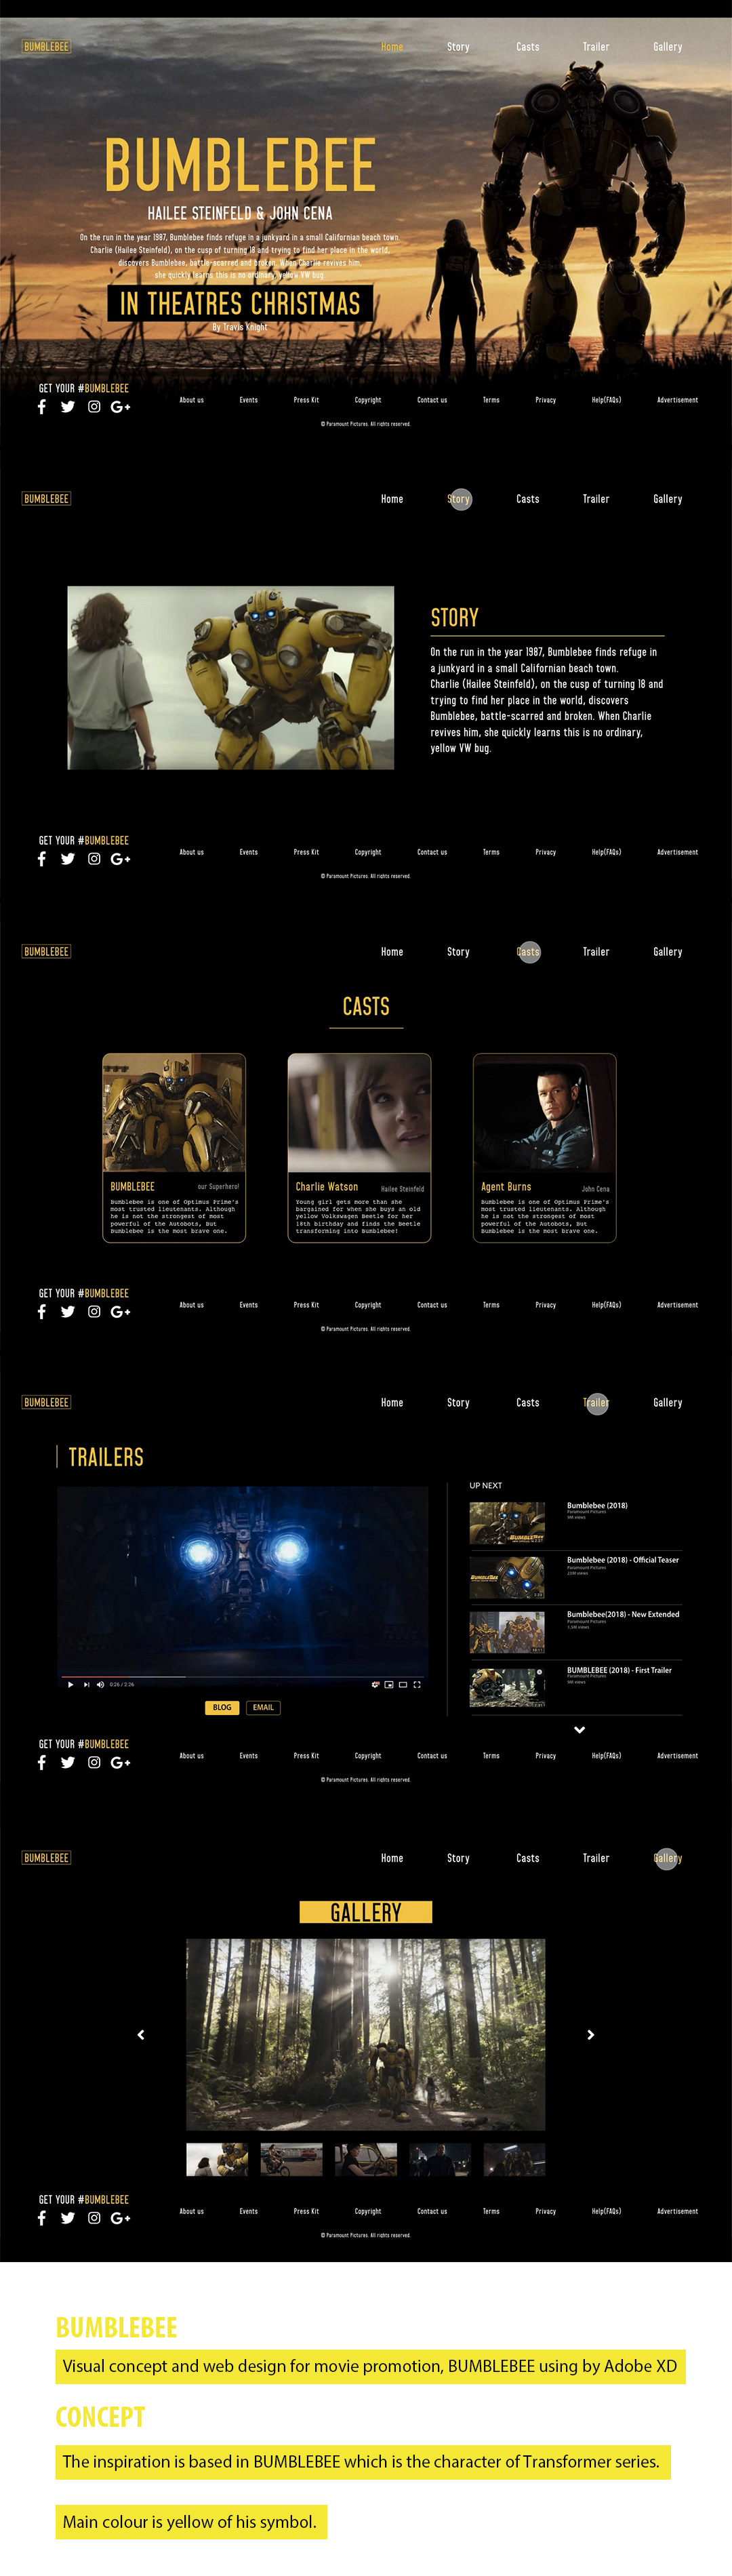 BUMBLEBEE
Home Story Casts Trailer Gallery
BUMBLEBEE
HAILEE STEINFELD & JOHN CENA
On the run in the year 1987, Bumblebee finds refuge in a junkyard in a small Californian beach town.
Charlie (Hailee Steinfeld), on the cusp of turning 18 and trying to find her place in the world,
discovers Bumblebee, battle-scarred and broken. When Charlie revives him,
she quickly learns this is no ordinary, yellow VW bug.
IN THEATRES CHRISTMAS
By Travis Knight
GET YOUR #BUMBLEBEE
About us Events Press Kit Copyright Contact us Terms Privacy Help(FAQs) Advertisement
© Paramount Pictures. All rights reserved.
BUMBLEBEE
Home Story Casts Trailer Gallery
STORY
On the run in the year 1987, Bumblebee finds refuge in
a junkyard in a small Californian beach town.
Charlie (Hailee Steinfeld), on the cusp of turning 18 and
trying to find her place in the world, discovers
Bumblebee, battle-scarred and broken. When Charlie
revives him, she quickly learns this is no ordinary,
yellow VW bug.
GET YOUR #BUMBLEBEE
About us Events Press Kit Copyright Contact us Terms Privacy Help(FAQs) Advertisement
© Paramount Pictures. All rights reserved.
BUMBLEBEE
Home Story Casts Trailer Gallery
CASTS
BUMBLEBEE our Superhero!
Bumblebee is one of Optimus Prime's
most trusted lieutenants. Although
he is not the strongest of most
powerful of the Autobots, But
Bumblebee is the most brave one.
Charlie Watson Hailee Steinfeld
Young girl gets more than she
bargained for when she buys an old
yellow Volkswagen Beetle for her
18th birthday and finds the Beetle
transforming into Bumblebee!
Agent Burns John Cena
Bumblebee is one of Optimus Prime's
most trusted lieutenants. Although
he is not the strongest of most
powerful of the Autobots, But
Bumblebee is the most brave one.
GET YOUR #BUMBLEBEE
About us Events Press Kit Copyright Contact us Terms Privacy Help(FAQs) Advertisement
© Paramount Pictures. All rights reserved.
BUMBLEBEE
Home Story Casts Trailer Gallery
TRAILERS
0:26 / 2:26
BLOG EMAIL
UP NEXT
BUMBLEBEE
Bumblebee (2018)
Paramount Pictures
9M views
BUMBLEBEE
Bumblebee (2018) - Official Teaser
Paramount Pictures
23M views
Bumblebee(2018) - New Extended
Paramount Pictures
1.9M views
BUMBLEBEE (2018) - First Trailer
Paramount Pictures
9M views
GET YOUR #BUMBLEBEE
About us Events Press Kit Copyright Contact us Terms Privacy Help(FAQs) Advertisement
© Paramount Pictures. All rights reserved.
BUMBLEBEE
Home Story Casts Trailer Gallery
GALLERY
GET YOUR #BUMBLEBEE
About us Events Press Kit Copyright Contact us Terms Privacy Help(FAQs) Advertisement
© Paramount Pictures. All rights reserved.
BUMBLEBEE
Visual concept and web design for movie promotion, BUMBLEBEE using by Adobe XD
CONCEPT
The inspiration is based in BUMBLEBEE which is the character of Transformer series.
Main colour is yellow of his symbol.